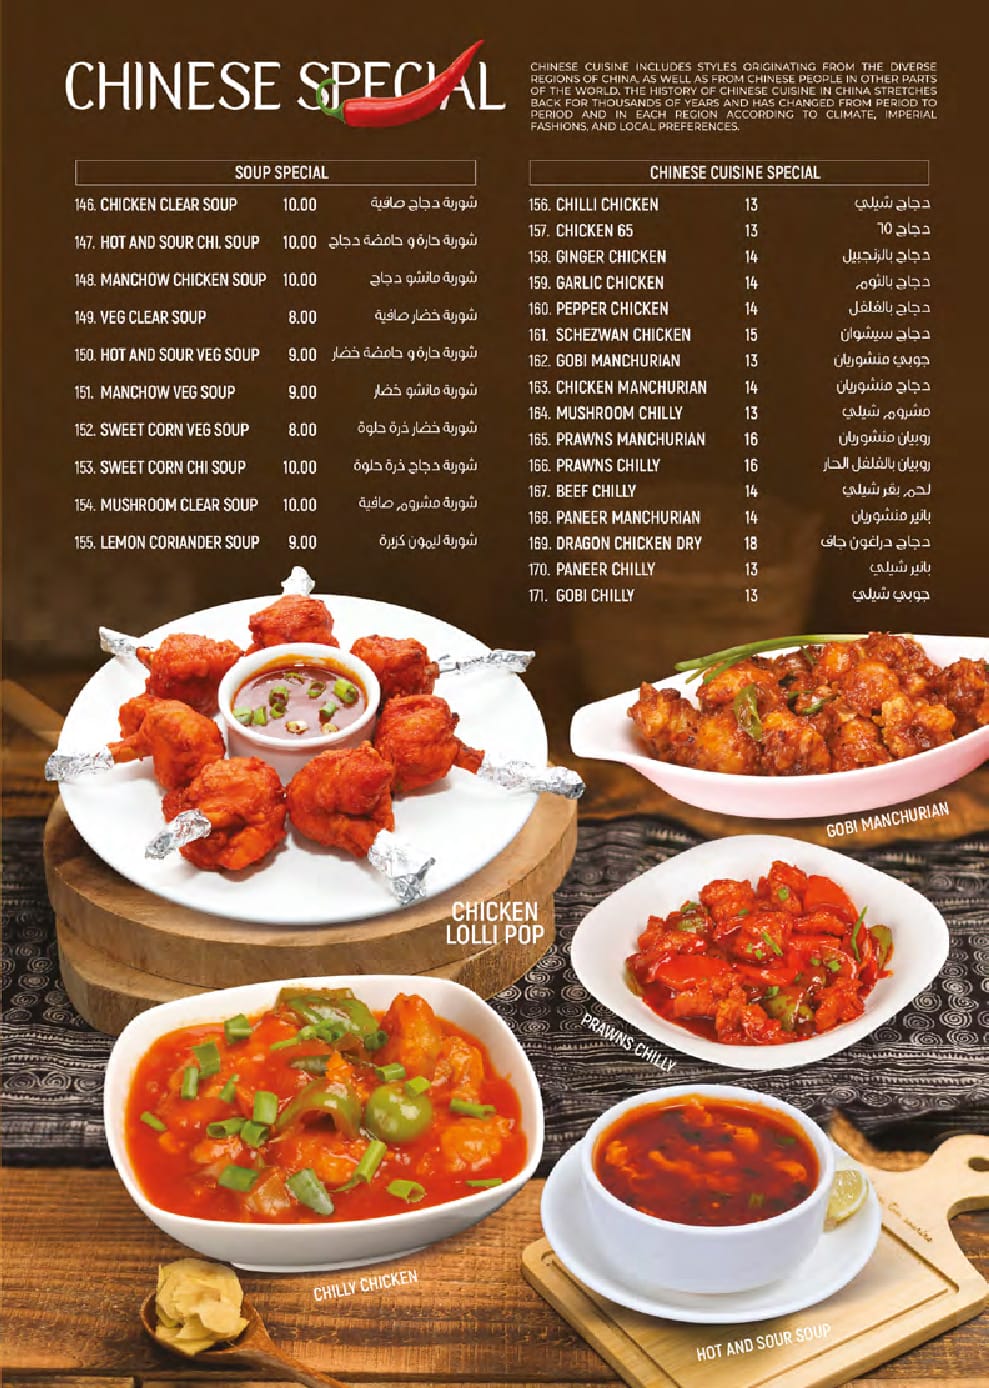 CHINESE SPECIAL
CHINESE CUISINE INCLUDES STYLES ORIGINATING FROM THE DIVERSE
REGIONS OF CHINA, AS WELL AS FROM CHINESE PEOPLE IN OTHER PARTS
OF THE WORLD. THE HISTORY OF CHINESE CUISINE IN CHINA STRETCHES
BACK FOR THOUSANDS OF YEARS AND HAS CHANGED FROM PERIOD TO
PERIOD AND IN EACH REGION ACCORDING TO CLIMATE, IMPERIAL
FASHIONS, AND LOCAL PREFERENCES.
SOUP SPECIAL
146. CHICKEN CLEAR SOUP 10.00 شوربة دجاج صافية
147. HOT AND SOUR CHI. SOUP 10.00 شوربة حارة و حامضة دجاج
148. MANCHOW CHICKEN SOUP 10.00 شوربة مانشو دجاج
149. VEG CLEAR SOUP 8.00 شوربة خضار صافية
150. HOT AND SOUR VEG SOUP 9.00 شوربة حارة و حامضة خضار
151. MANCHOW VEG SOUP 9.00 شوربة مانشو خضار
152. SWEET CORN VEG SOUP 8.00 شوربة خضار ذرة حلوة
153. SWEET CORN CHI SOUP 10.00 شوربة دجاج ذرة حلوة
154. MUSHROOM CLEAR SOUP 10.00 شوربة مشروم صافية
155. LEMON CORIANDER SOUP 9.00 شوربة ليمون كزبرة
CHINESE CUISINE SPECIAL
156. CHILLI CHICKEN 13 دجاج شيلي
157. CHICKEN 65 13 دجاج ٦٥
158. GINGER CHICKEN 14 دجاج بالزنجبيل
159. GARLIC CHICKEN 14 دجاج بالثوم
160. PEPPER CHICKEN 14 دجاج بالفلفل
161. SCHEZWAN CHICKEN 15 دجاج سيشوان
162. GOBI MANCHURIAN 13 جوبي منشوريان
163. CHICKEN MANCHURIAN 14 دجاج منشوريان
164. MUSHROOM CHILLY 13 مشروم شيلي
165. PRAWNS MANCHURIAN 16 روبيان منشوريان
166. PRAWNS CHILLY 16 روبيان بالفلفل الحار
167. BEEF CHILLY 14 لحم بقر شيلي
168. PANEER MANCHURIAN 14 بانير منشوريان
169. DRAGON CHICKEN DRY 18 دجاج دراغون جاف
170. PANEER CHILLY 13 بانير شيلي
171. GOBI CHILLY 13 جوبي شيلي
GOBI MANCHURIAN
CHICKEN
LOLLI POP
PRAWNS CHILLY
CHILLY CHICKEN
HOT AND SOUR SOUP